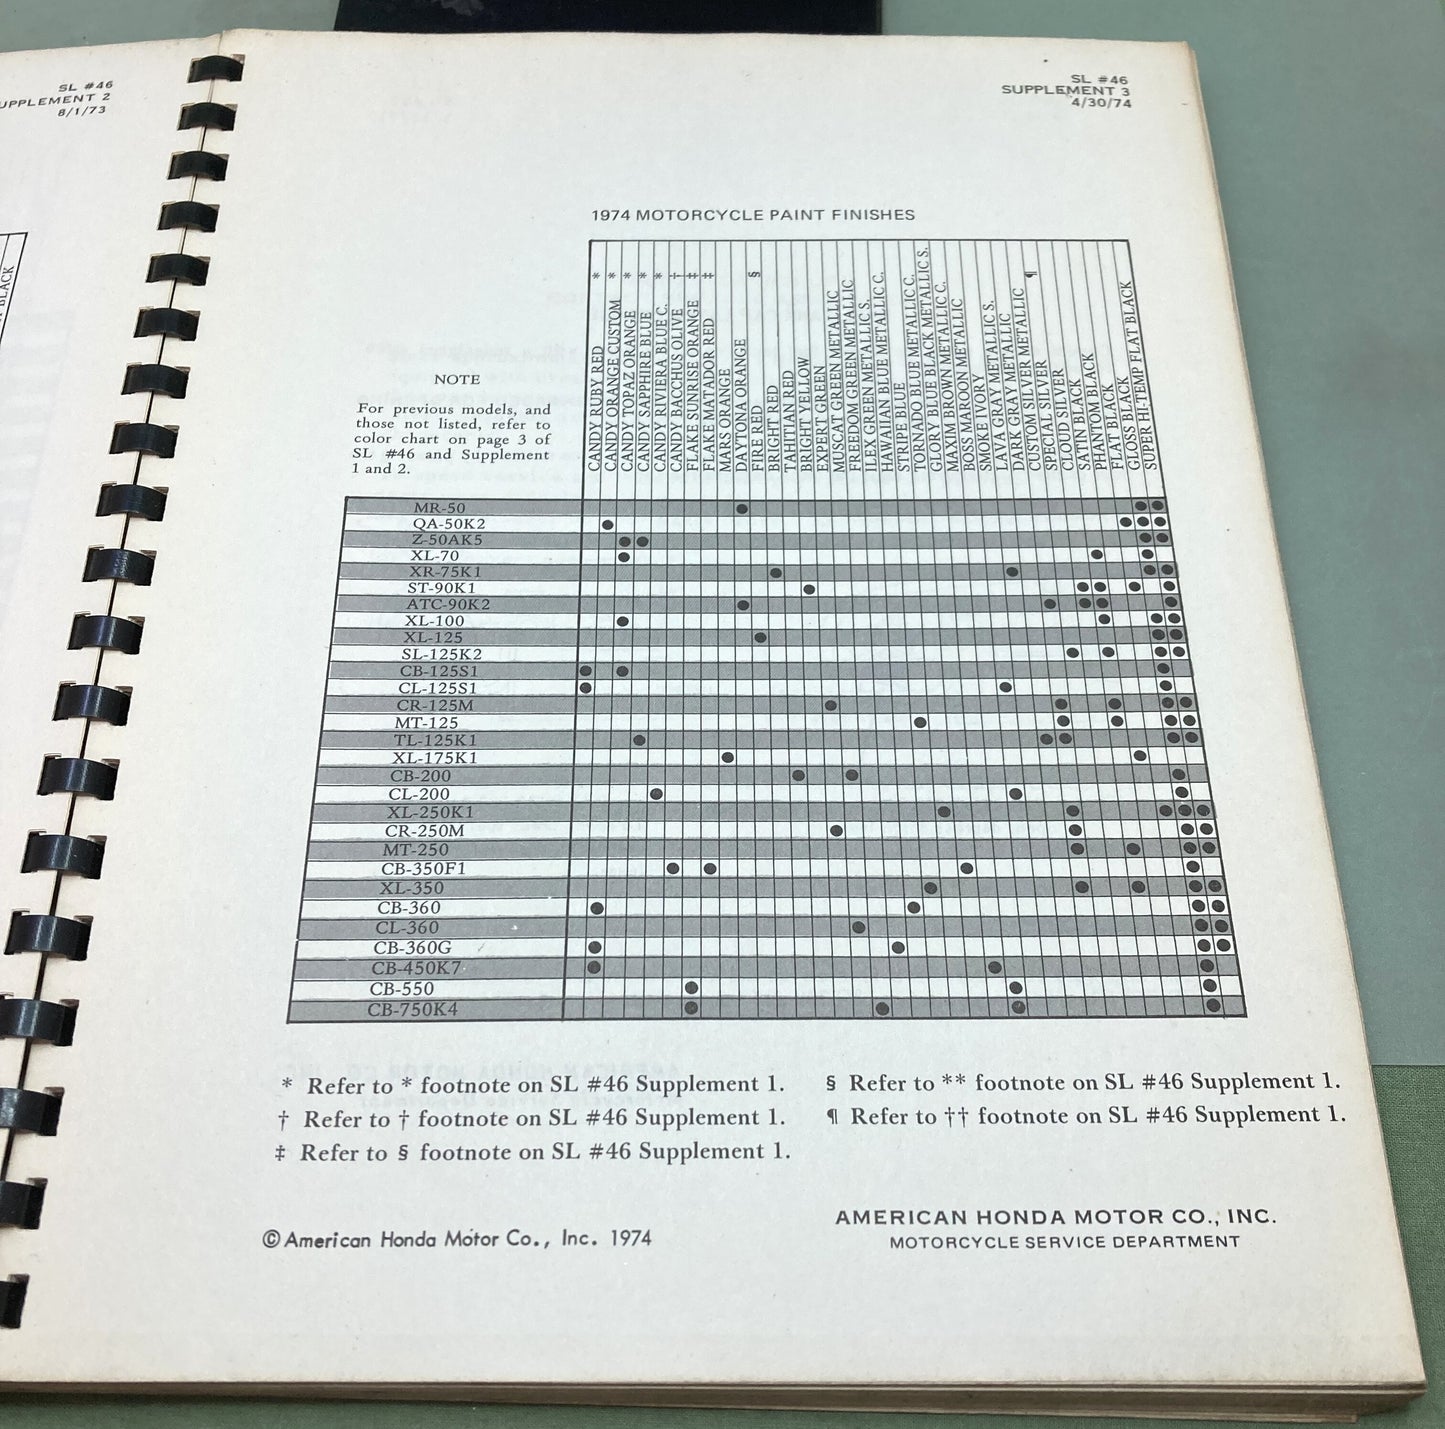 SL #46
UPPLEMENT 2
8/1/73
BLACK
SL #46
SUPPLEMENT 3
4/30/74
1974 MOTORCYCLE PAINT FINISHES
NOTE
For previous models, and
those not listed, refer to
color chart on page 3 of
SL #46 and Supplement
1 and 2.
CANDY RUBY RED *
CANDY ORANGE CUSTOM *
CANDY TOPAZ ORANGE *
CANDY SAPPHIRE BLUE *
CANDY RIVIERA BLUE C. *
CANDY BACCHUS OLIVE †
FLAKE SUNRISE ORANGE ‡
FLAKE MATADOR RED ‡
MARS ORANGE
DAYTONA ORANGE
FIRE RED §
BRIGHT RED
TAHITIAN RED
BRIGHT YELLOW
EXPERT GREEN
MUSCAT GREEN METALLIC
FREEDOM GREEN METALLIC
ILEX GREEN METALLIC S.
HAWAIIAN BLUE METALLIC C.
STRIPE BLUE
TORNADO BLUE METALLIC C.
GLORY BLUE BLACK METALLIC S.
MAXIM BROWN METALLIC C.
BOSS MAROON METALLIC
SMOKE IVORY
LAVA GRAY METALLIC S.
DARK GRAY METALLIC
CUSTOM SILVER METALLIC ¶
SPECIAL SILVER
CLOUD SILVER
SATIN BLACK
PHANTOM BLACK
FLAT BLACK
GLOSS BLACK
SUPER HI-TEMP FLAT BLACK
MR-50
QA-50K2
Z-50AK5
XL-70
XR-75K1
ST-90K1
ATC-90K2
XL-100
XL-125
SL-125K2
CB-125S1
CL-125S1
CR-125M
MT-125
TL-125K1
XL-175K1
CB-200
CL-200
XL-250K1
CR-250M
MT-250
CB-350F1
XL-350
CB-360
CL-360
CB-360G
CB-450K7
CB-550
CB-750K4
* Refer to * footnote on SL #46 Supplement 1.
† Refer to † footnote on SL #46 Supplement 1.
‡ Refer to § footnote on SL #46 Supplement 1.
§ Refer to ** footnote on SL #46 Supplement 1.
¶ Refer to †† footnote on SL #46 Supplement 1.
AMERICAN HONDA MOTOR CO., INC.
MOTORCYCLE SERVICE DEPARTMENT
©American Honda Motor Co., Inc. 1974